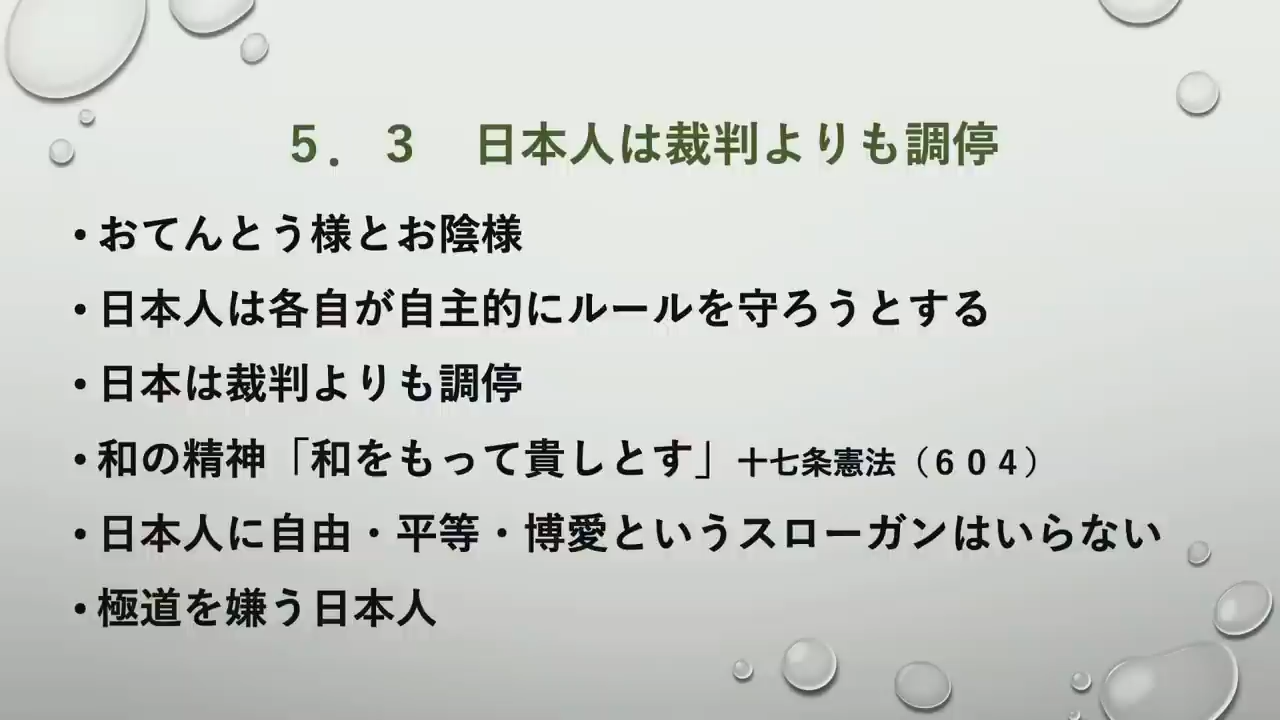 ５．３　日本人は裁判よりも調停
・おてんとう様とお陰様
・日本人は各自が自主的にルールを守ろうとする
・日本は裁判よりも調停
・和の精神「和をもって貴しとす」十七条憲法（６０４）
・日本人に自由・平等・博愛というスローガンはいらない
・極道を嫌う日本人